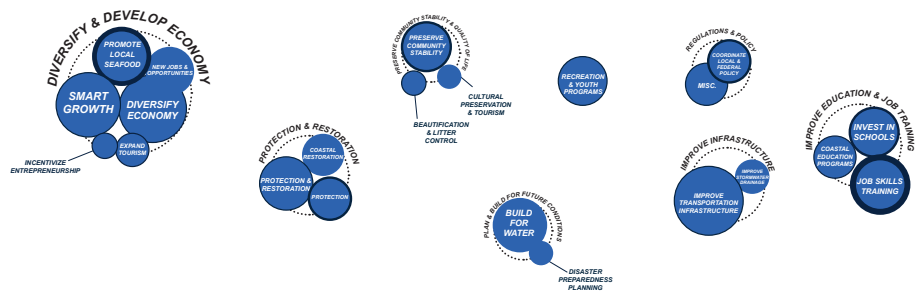 DIVERSIFY & DEVELOP ECONOMY
PROMOTE
LOCAL
SEAFOOD
NEW JOBS &
OPPORTUNITIES
SMART
GROWTH
DIVERSIFY
ECONOMY
EXPAND
TOURISM
INCENTIVIZE
ENTREPRENEURSHIP
PROTECTION & RESTORATION
COASTAL
RESTORATION
PROTECTION &
RESTORATION
PROTECTION
PRESERVE COMMUNITY STABILITY & QUALITY OF LIFE
PRESERVE
COMMUNITY
STABILITY
CULTURAL
PRESERVATION
& TOURISM
BEAUTIFICATION
& LITTER
CONTROL
PLAN & BUILD FOR FUTURE CONDITIONS
BUILD
FOR
WATER
DISASTER
PREPAREDNESS
PLANNING
RECREATION
& YOUTH
PROGRAMS
REGULATIONS & POLICY
COORDINATE
LOCAL &
FEDERAL
POLICY
MISC.
IMPROVE INFRASTRUCTURE
IMPROVE
STORMWATER
DRAINAGE
IMPROVE
TRANSPORTATION
INFRASTRUCTURE
IMPROVE EDUCATION & JOB TRAINING
INVEST IN
SCHOOLS
COASTAL
EDUCATION
PROGRAMS
JOB SKILLS
TRAINING